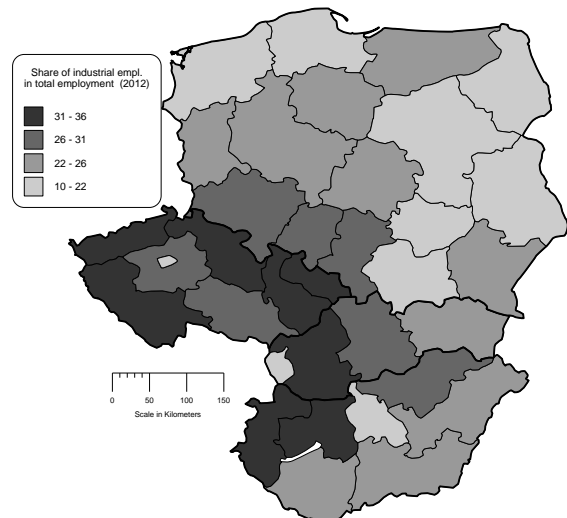 Share of industrial empl.
in total employment (2012)
31 - 36
26 - 31
22 - 26
10 - 22
0 50 100 150
Scale in Kilometers